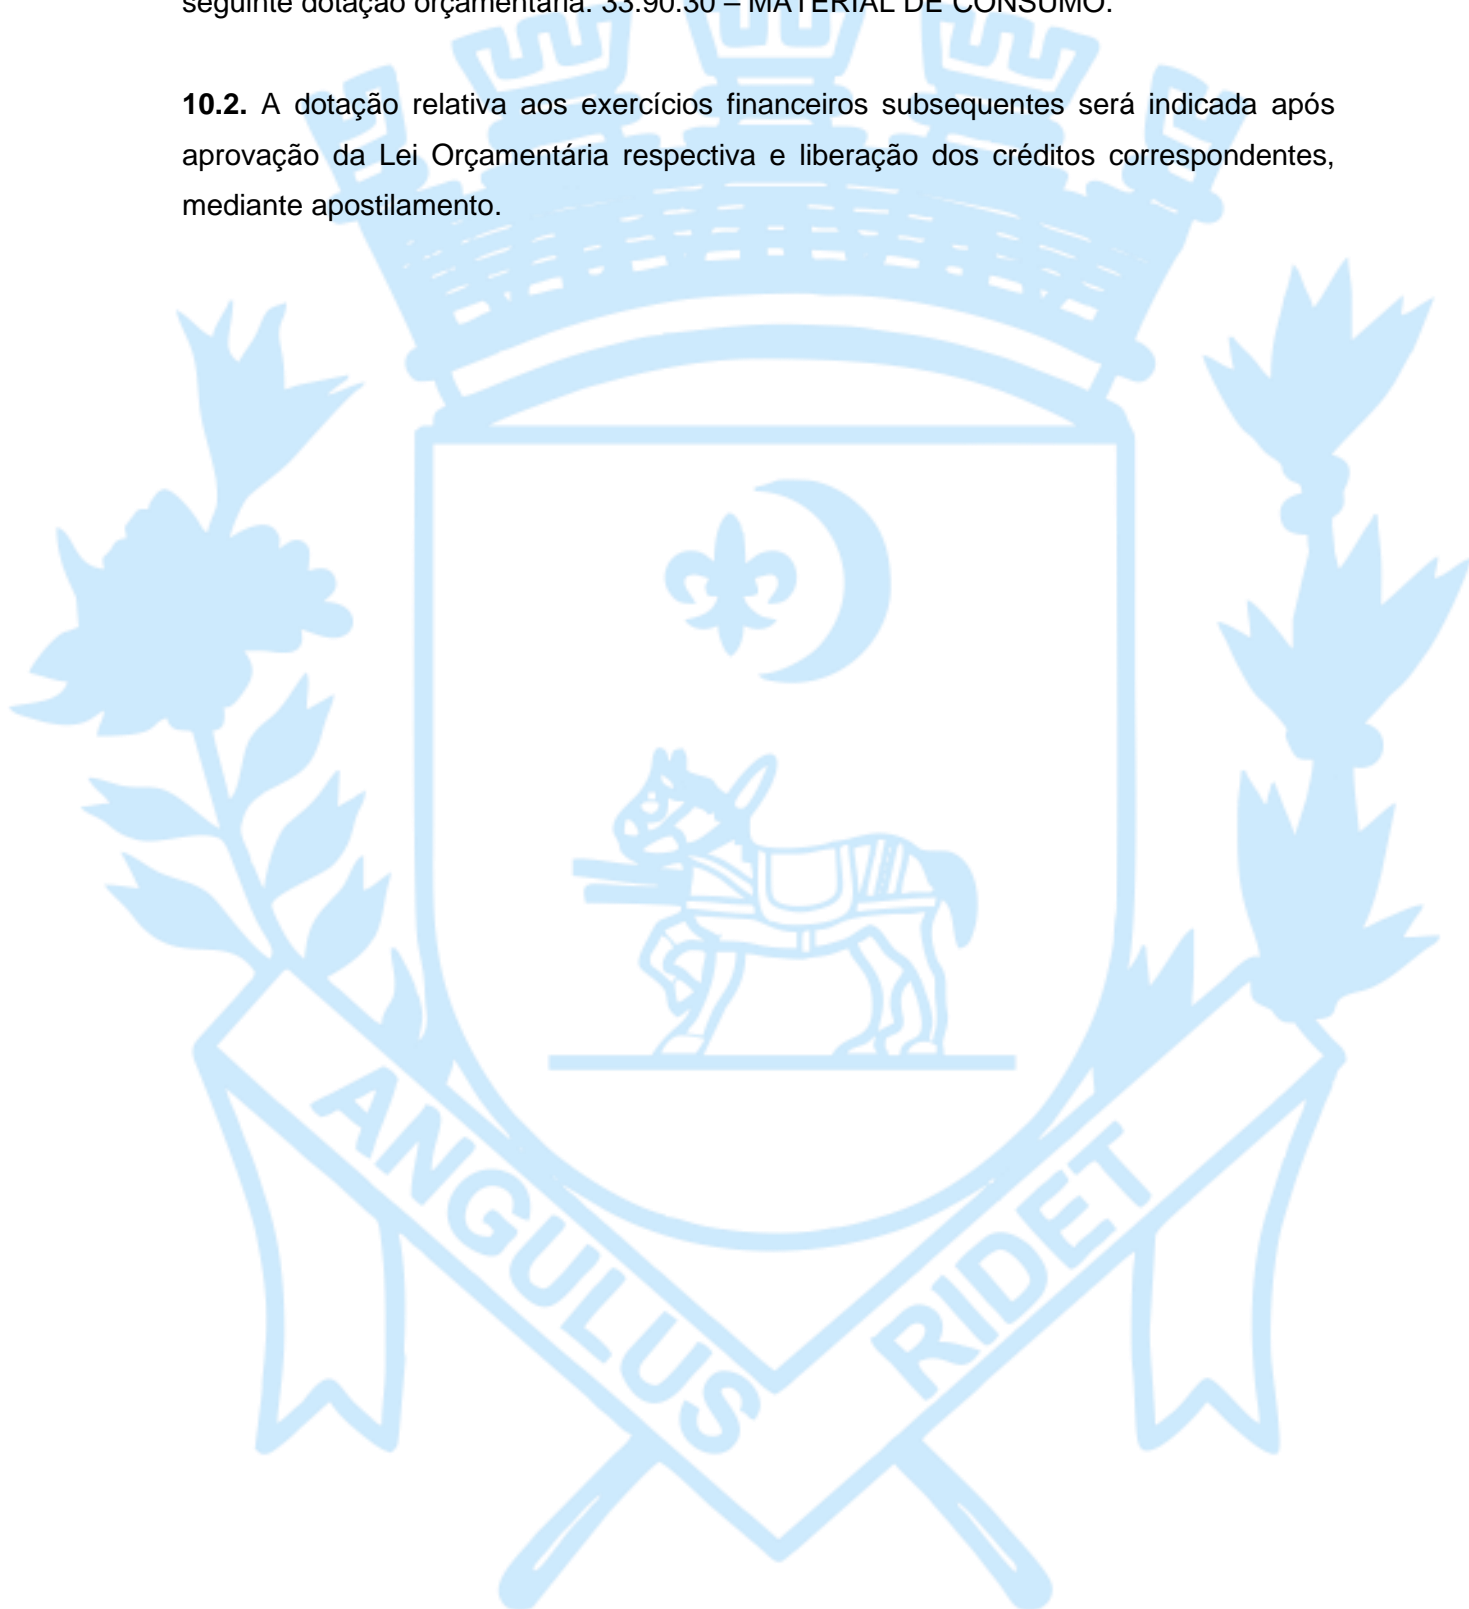 seguinte dotação orçamentária: 33.90.30 – MATERIAL DE CONSUMO.
10.2. A dotação relativa aos exercícios financeiros subsequentes será indicada após
aprovação da Lei Orçamentária respectiva e liberação dos créditos correspondentes,
mediante apostilamento.
ANGULUS RIDET